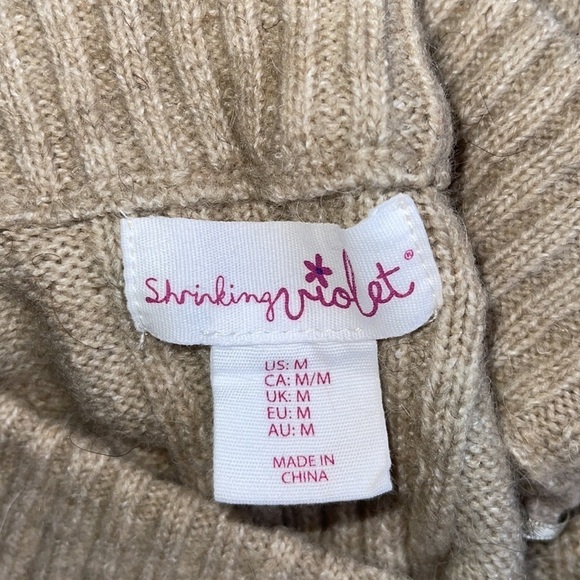 Shrinking violet®
US: M
CA: M/M
UK: M
EU: M
AU: M
MADE IN
CHINA